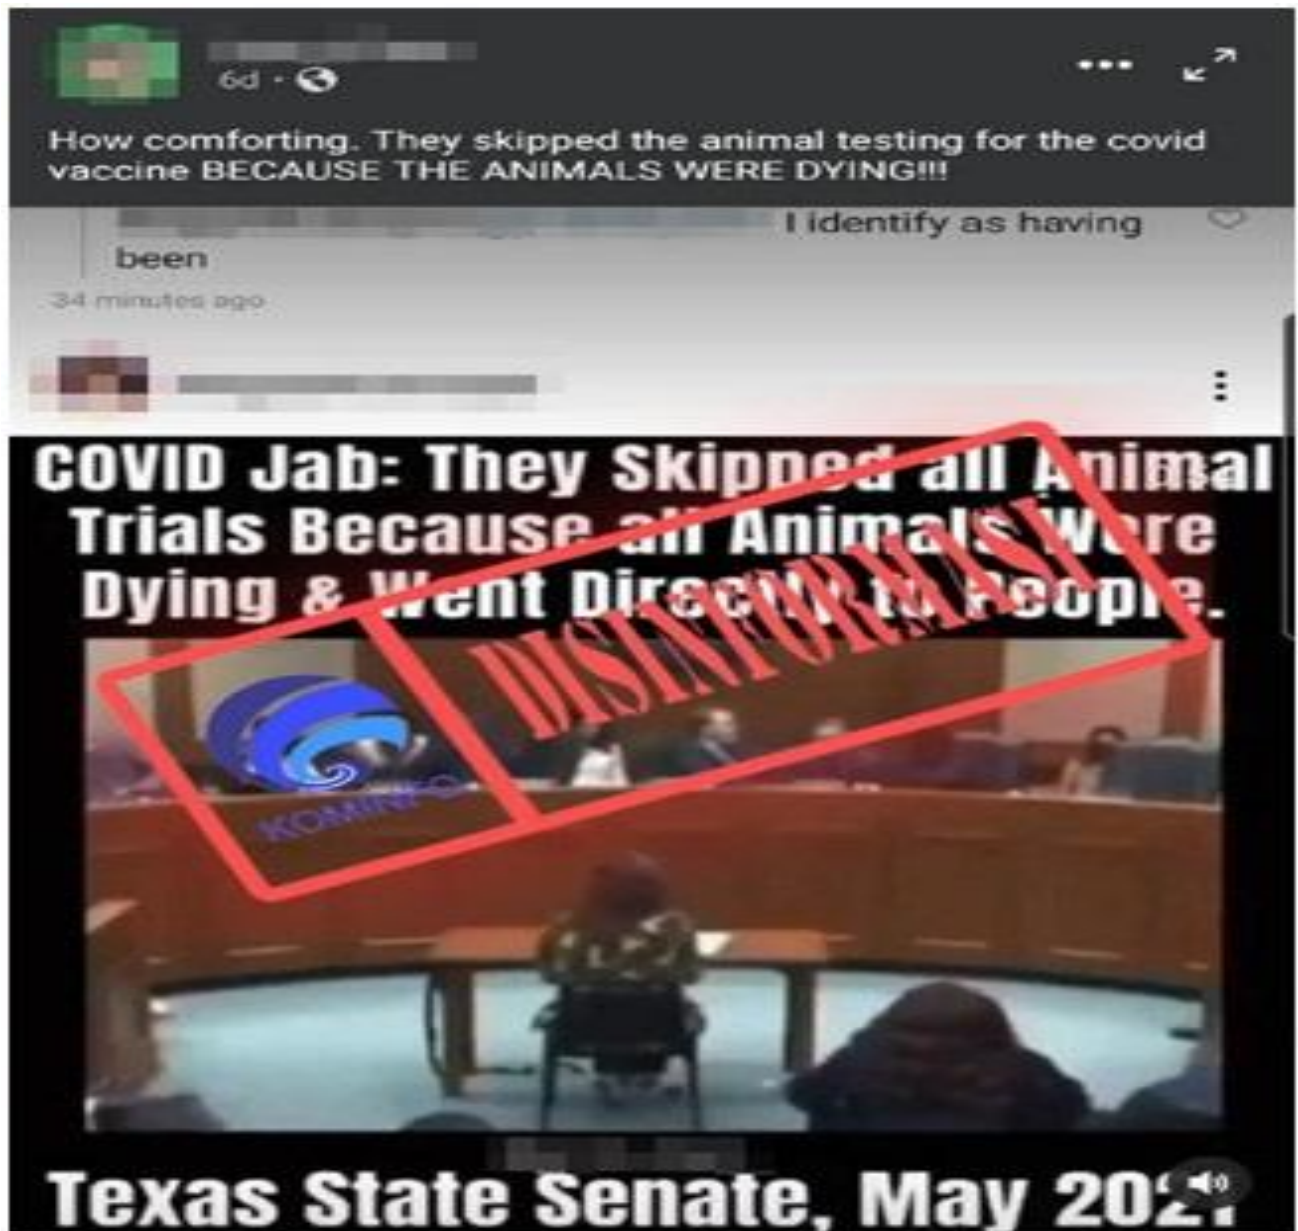 6d
How comforting. They skipped the animal testing for the covid
vaccine BECAUSE THE ANIMALS WERE DYING!!!
I identify as having
been
34 minutes ago
COVID Jab: They Skipped all Animal
Trials Because all Animals Were
Dying & Went Directly to People.
DISINFORMASI
KOMINFO
Texas State Senate, May 2021